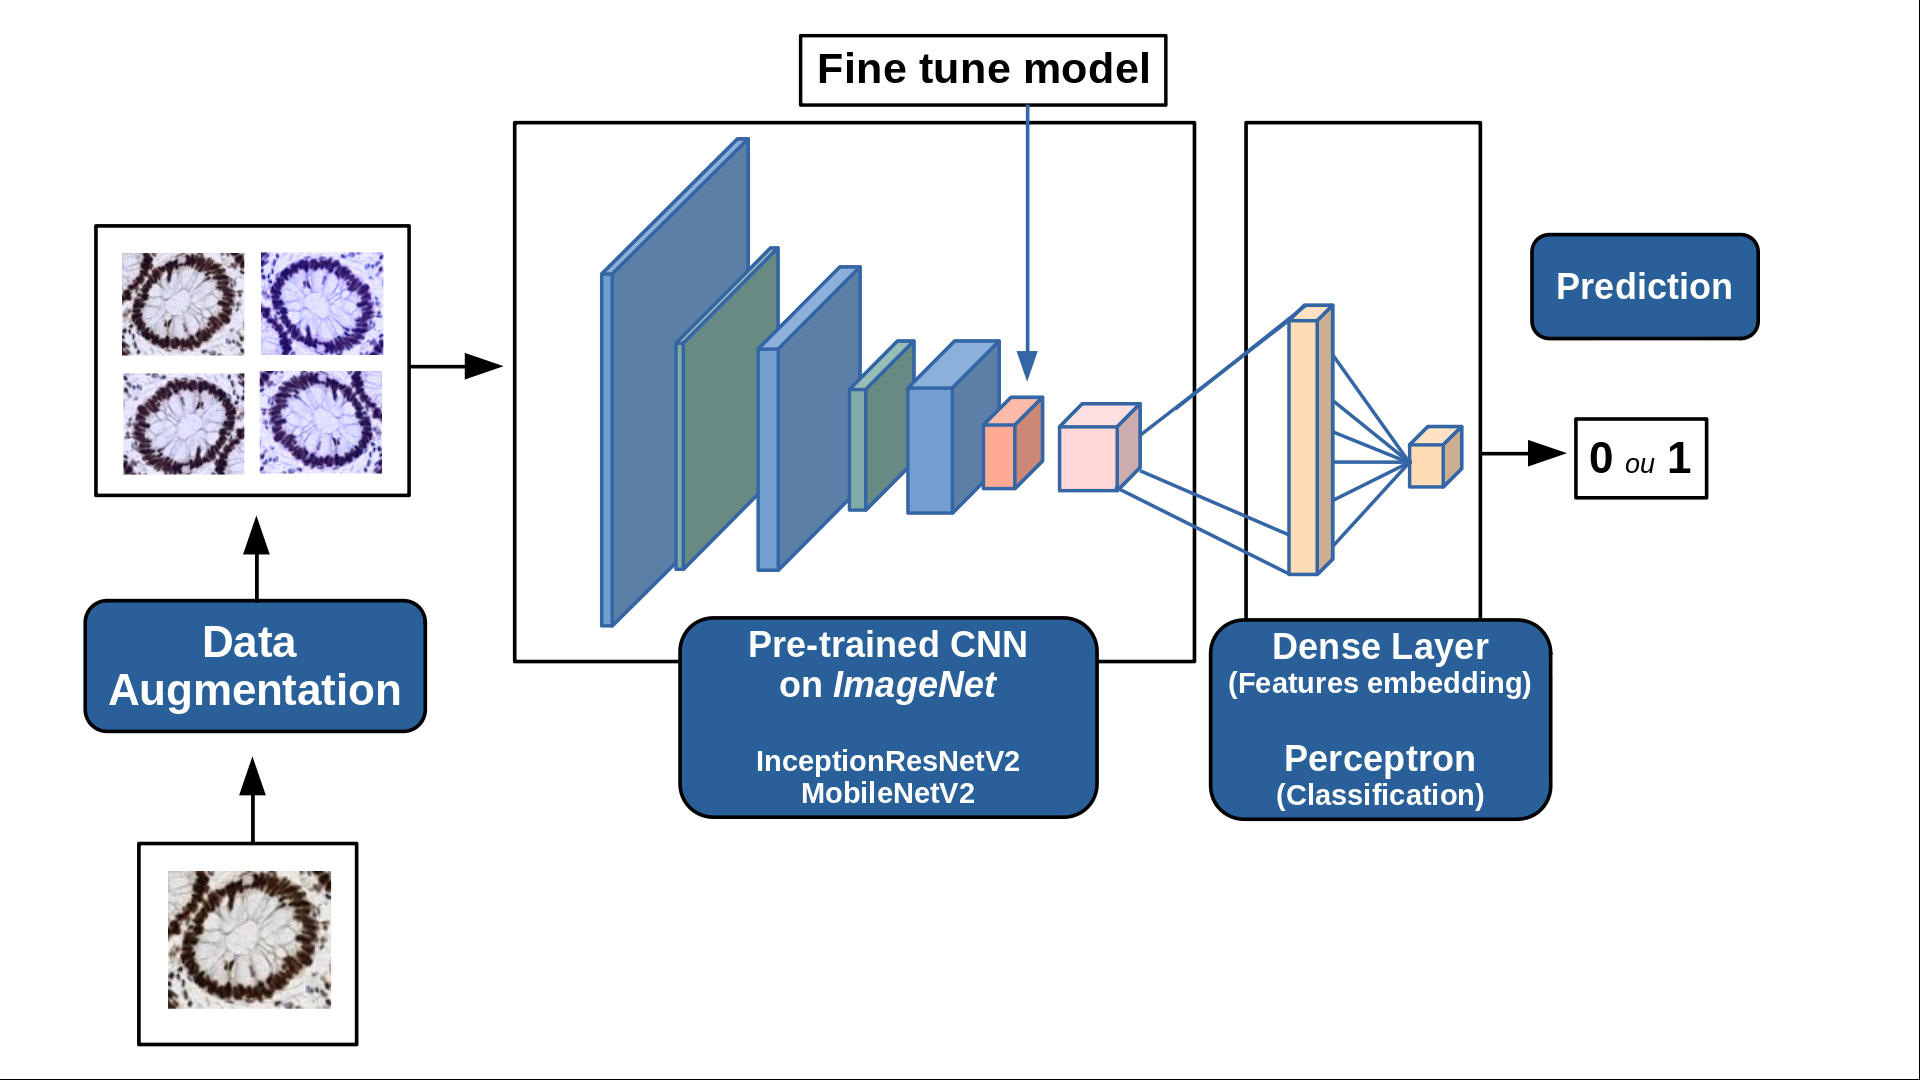 Fine tune model
Prediction
0 ou 1
Data
Augmentation
Pre-trained CNN
on ImageNet
InceptionResNetV2
MobileNetV2
Dense Layer
(Features embedding)
Perceptron
(Classification)